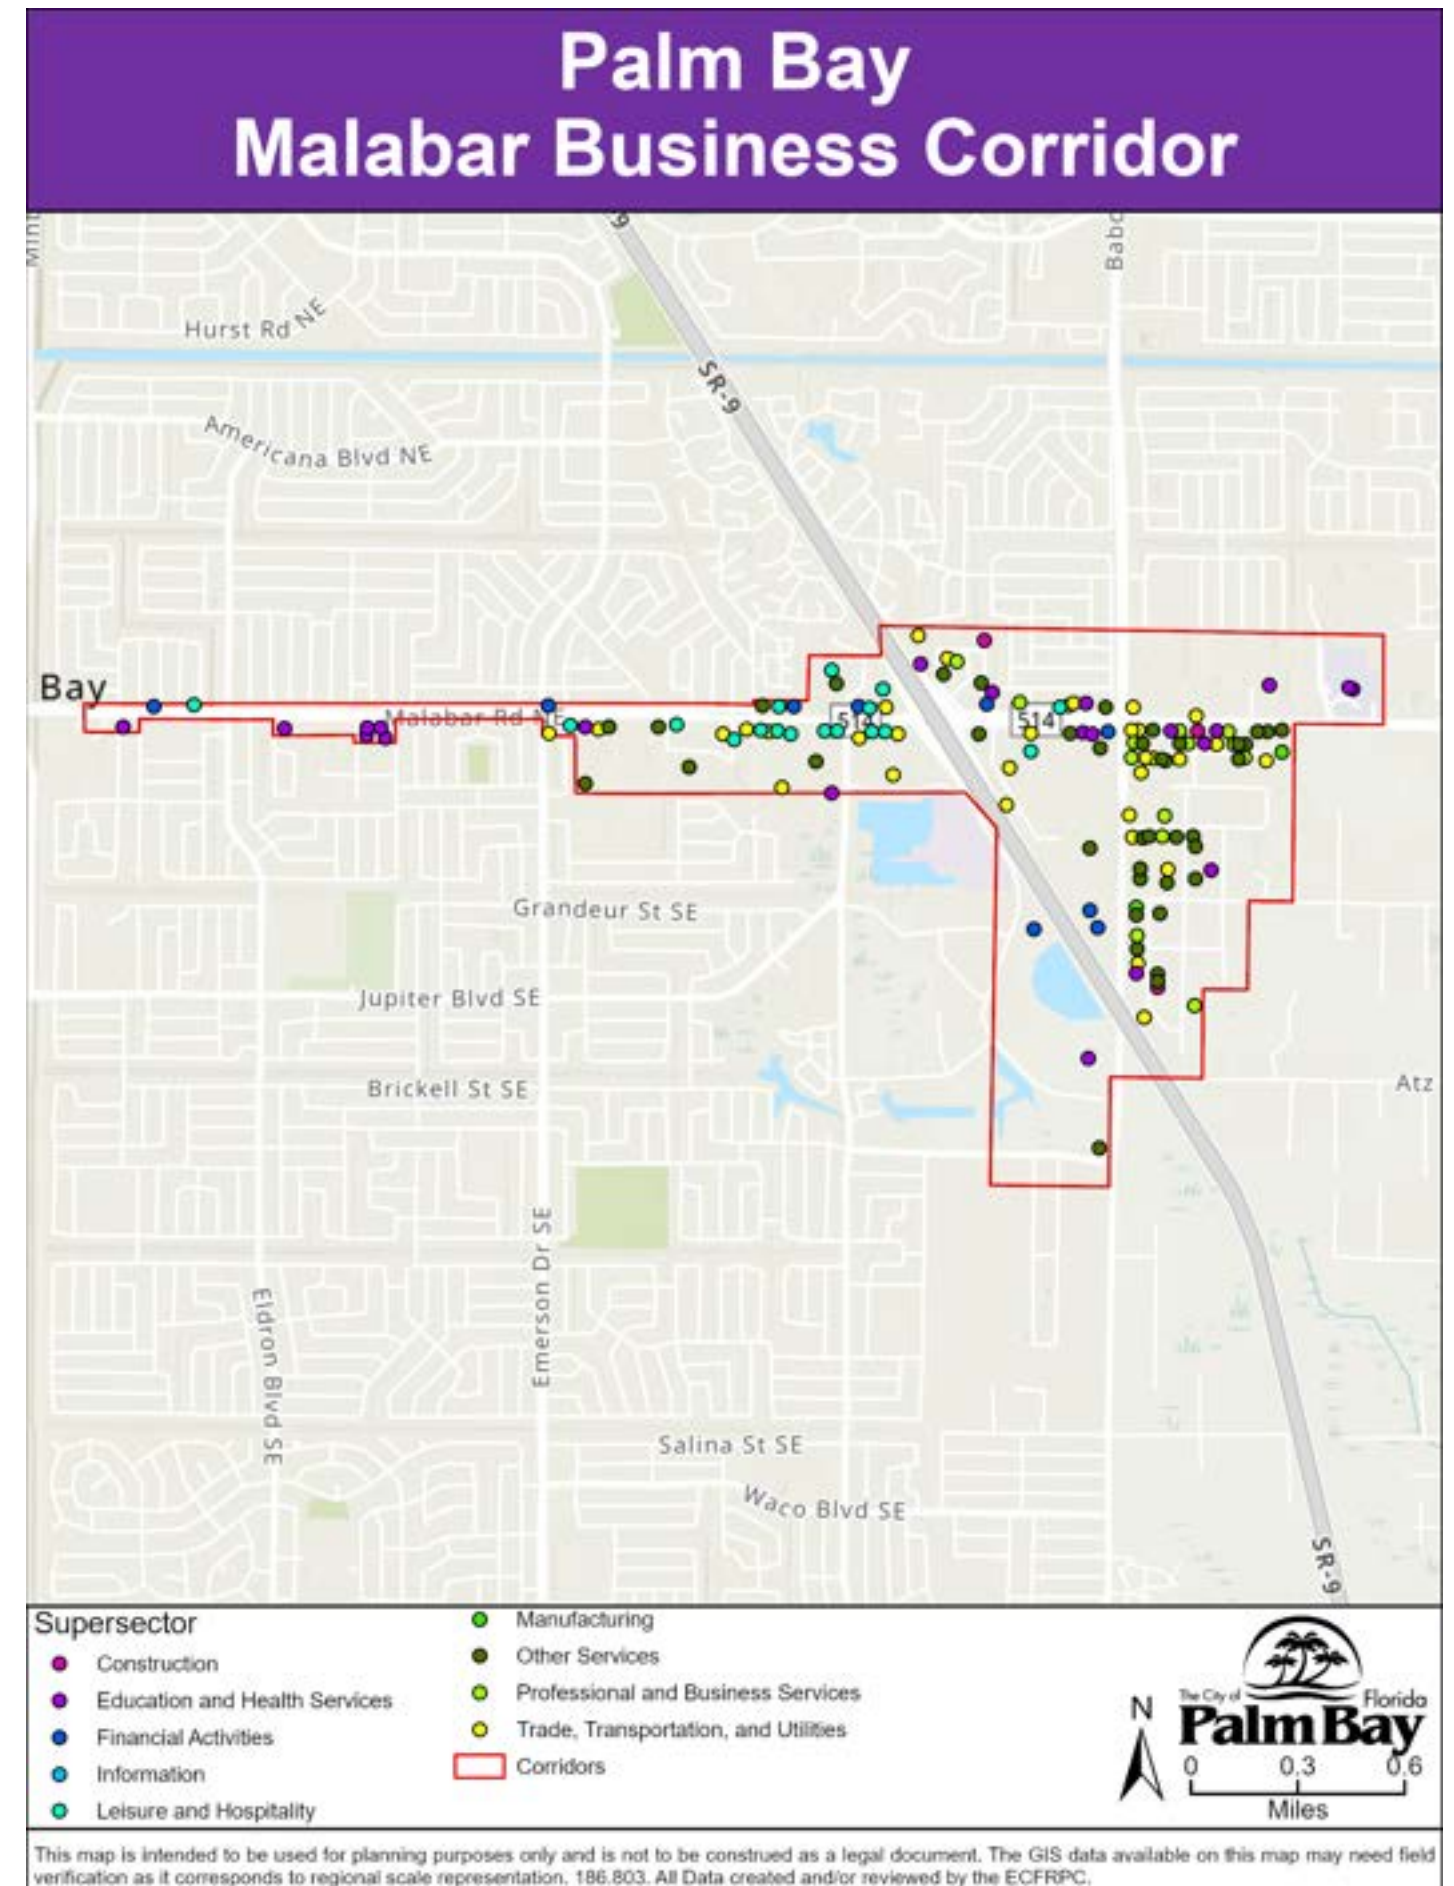 Palm Bay
Malabar Business Corridor
9
Babc
Hurst Rd NE
SR-9
Americana Blvd NE
Bay
Malabar Rd NE
514
514
Grandeur St SE
Jupiter Blvd SE
Brickell St SE
Atz
Emerson Dr SE
Eldron Blvd SE
Salina St SE
Waco Blvd SE
SR-9
Supersector
Construction
Education and Health Services
Financial Activities
Information
Leisure and Hospitality
Manufacturing
Other Services
Professional and Business Services
Trade, Transportation, and Utilities
Corridors
N
The City of
Florida
Palm Bay
0 0.3 0.6
Miles
This map is intended to be used for planning purposes only and is not to be construed as a legal document. The GIS data available on this map may need field
verification as it corresponds to regional scale representation. 186.803. All Data created and/or reviewed by the ECFRPC.